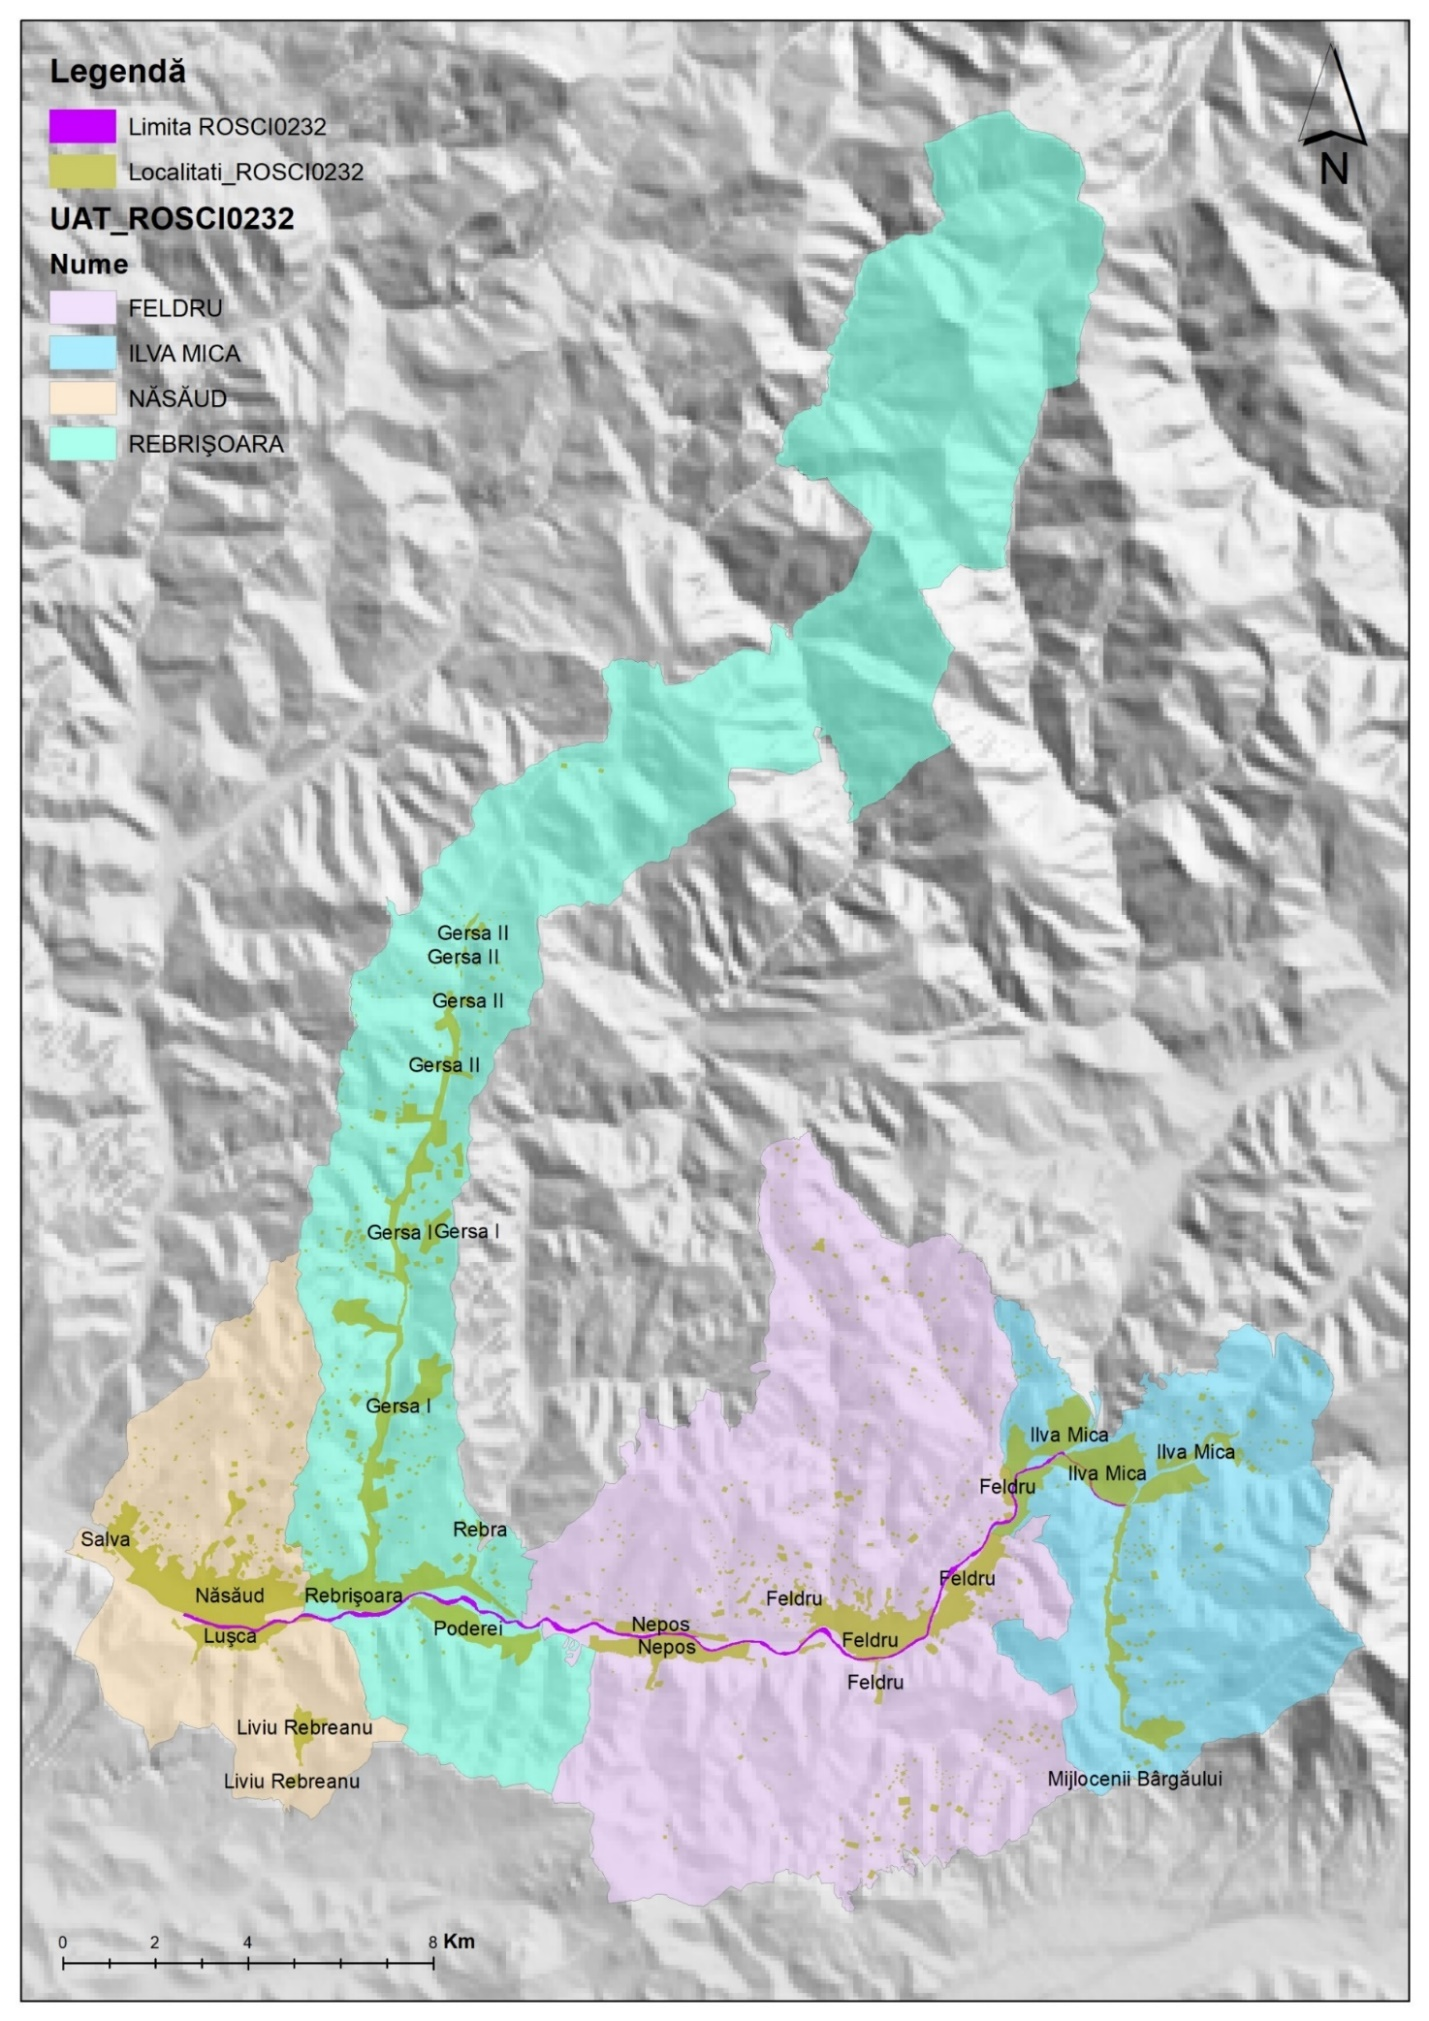 Legendă
Limita ROSCI0232
Localitati_ROSCI0232
UAT_ROSCI0232
Nume
FELDRU
ILVA MICA
NĂSĂUD
REBRIŞOARA
N
Gersa II
Gersa II
Gersa II
Gersa II
Gersa I Gersa I
Gersa I
Ilva Mica
Ilva Mica
Ilva Mica
Feldru
Rebra
Salva
Feldru
Năsăud
Rebrişoara
Feldru
Nepos
Poderei
Luşca
Feldru
Nepos
Feldru
Liviu Rebreanu
Mijlocenii Bârgăului
Liviu Rebreanu
0 2 4 8 Km